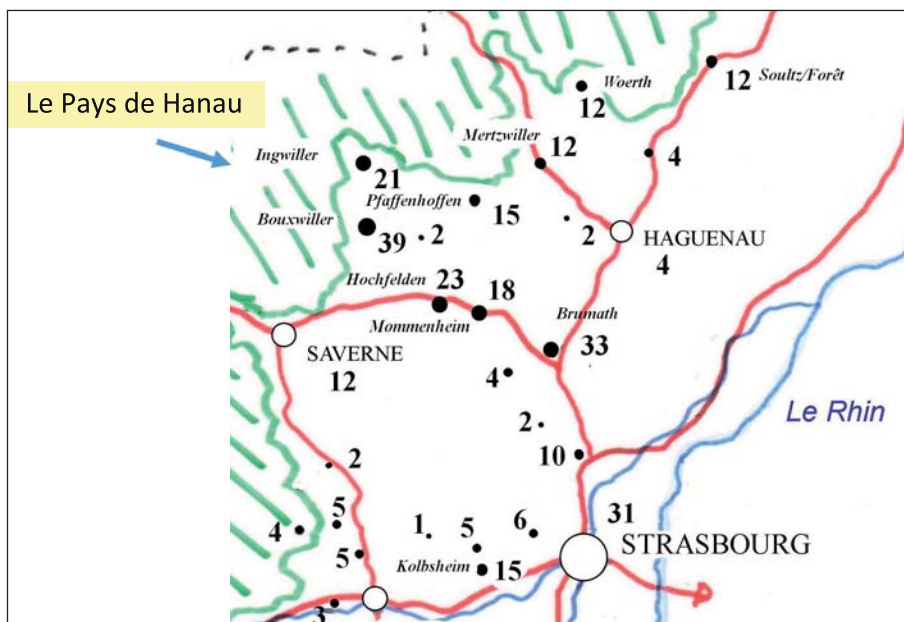 Le Pays de Hanau
Woerth
12
12
Soultz/Forêt
Mertzwiller
12
4
Ingwiller
21
Pfaffenhoffen
15
Bouxwiller
39
2
2
HAGUENAU
4
Hochfelden
23
18
Mommenheim
Brumath
33
SAVERNE
12
4
2
Le Rhin
10
2
5
4
5
1
5
6
31
STRASBOURG
Kolbsheim
15
3